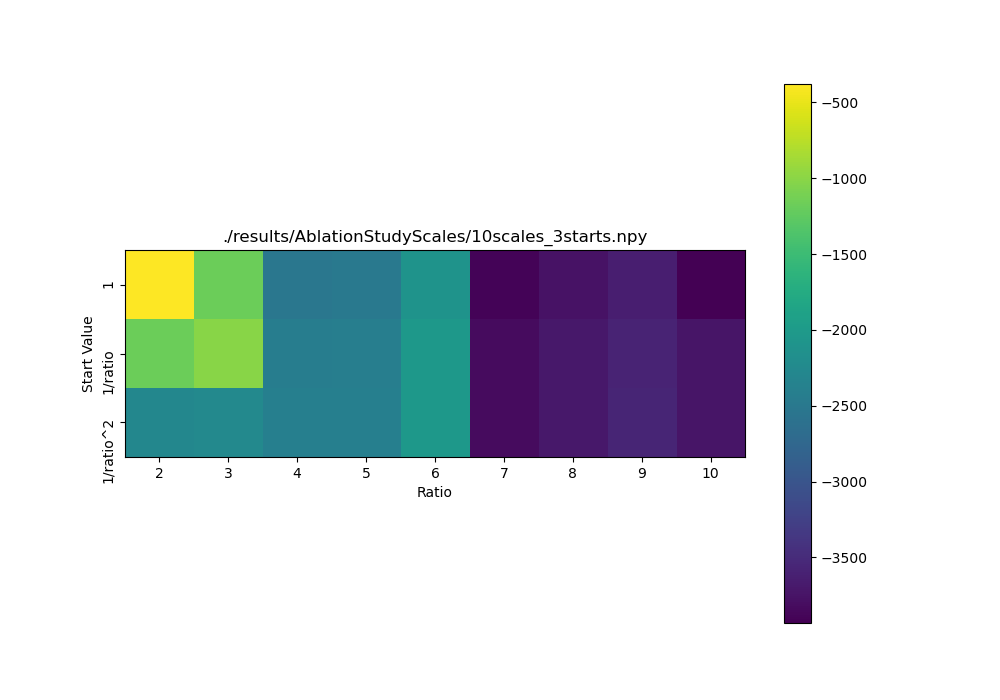 ./results/AblationStudyScales/10scales_3starts.npy
Start Value
1
1/ratio
1/ratio^2
2 3 4 5 6 7 8 9 10
Ratio
−500
−1000
−1500
−2000
−2500
−3000
−3500